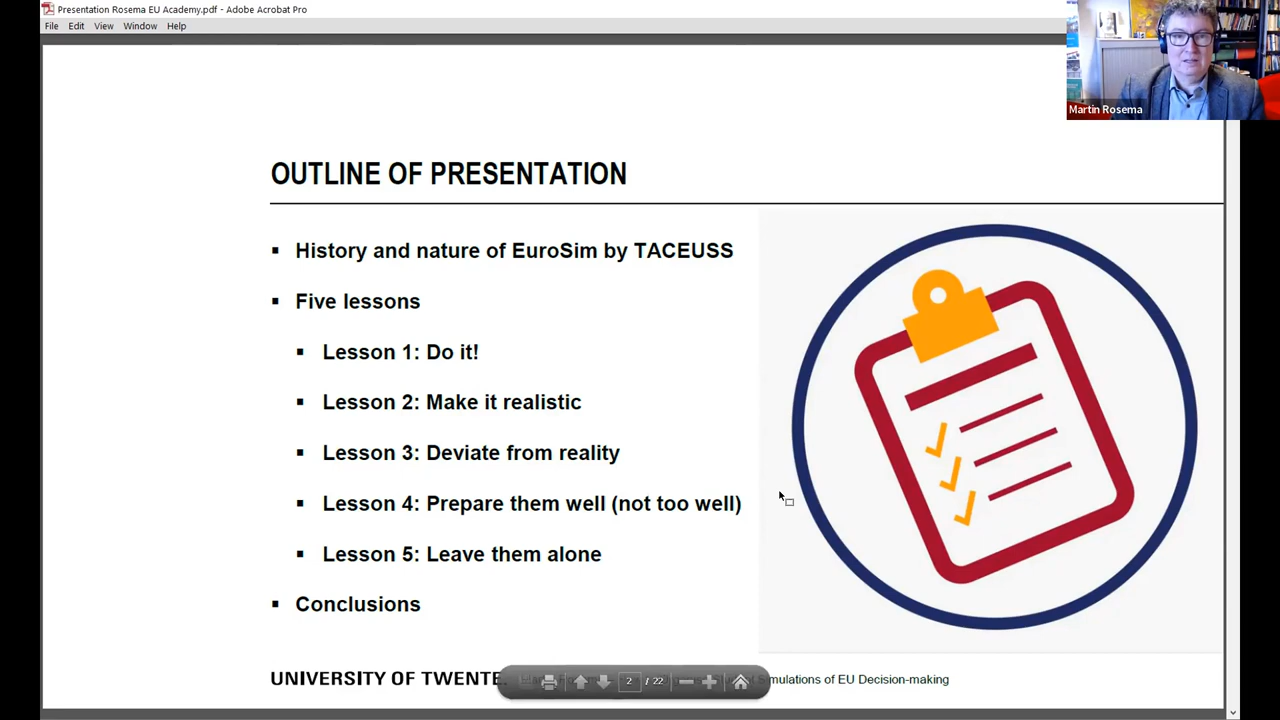 Presentation Rosema EU Academy.pdf - Adobe Acrobat Pro
File Edit View Window Help
Martin Rosema
OUTLINE OF PRESENTATION
▪ History and nature of EuroSim by TACEUSS
▪ Five lessons
▪ Lesson 1: Do it!
▪ Lesson 2: Make it realistic
▪ Lesson 3: Deviate from reality
▪ Lesson 4: Prepare them well (not too well)
▪ Lesson 5: Leave them alone
▪ Conclusions
UNIVERSITY OF TWENTE.
2 / 22
Simulations of EU Decision-making